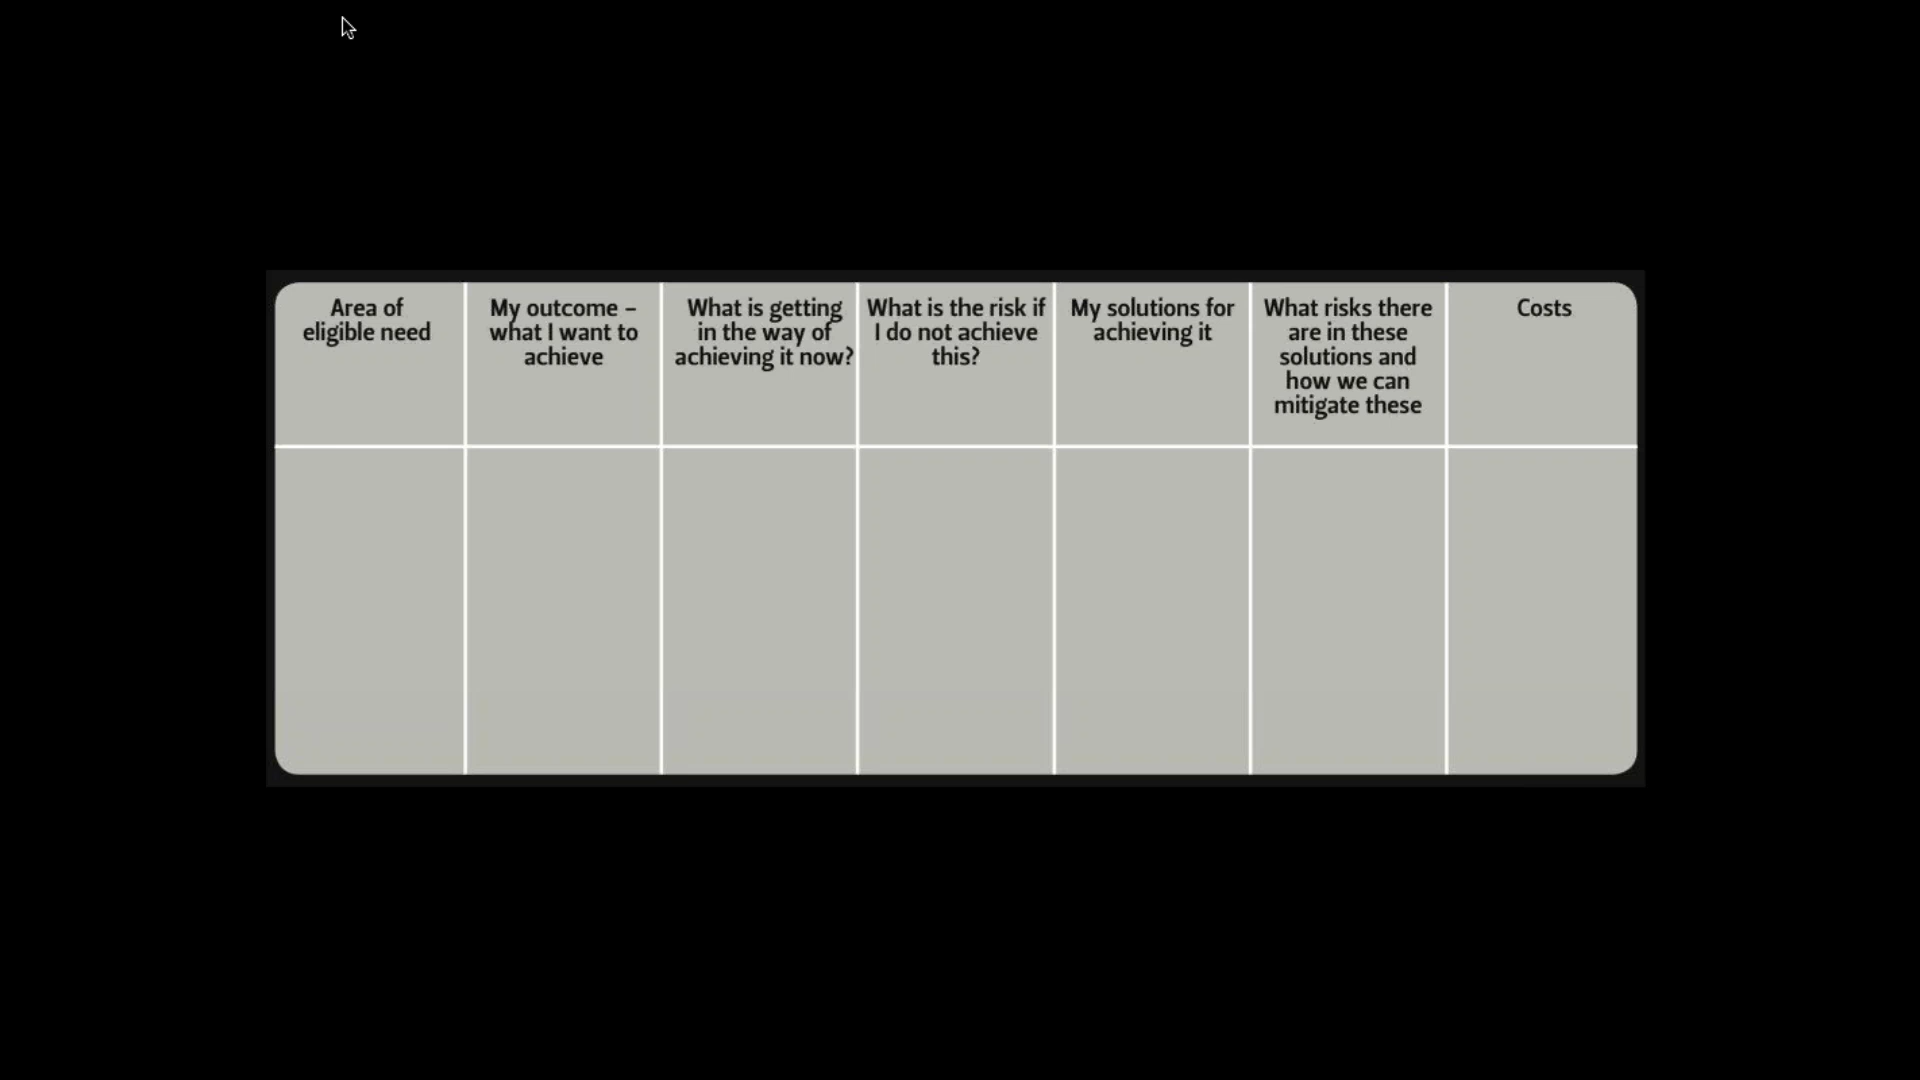 Area of
eligible need
My outcome –
what I want to
achieve
What is getting
in the way of
achieving it now?
What is the risk if
I do not achieve
this?
My solutions for
achieving it
What risks there
are in these
solutions and
how we can
mitigate these
Costs